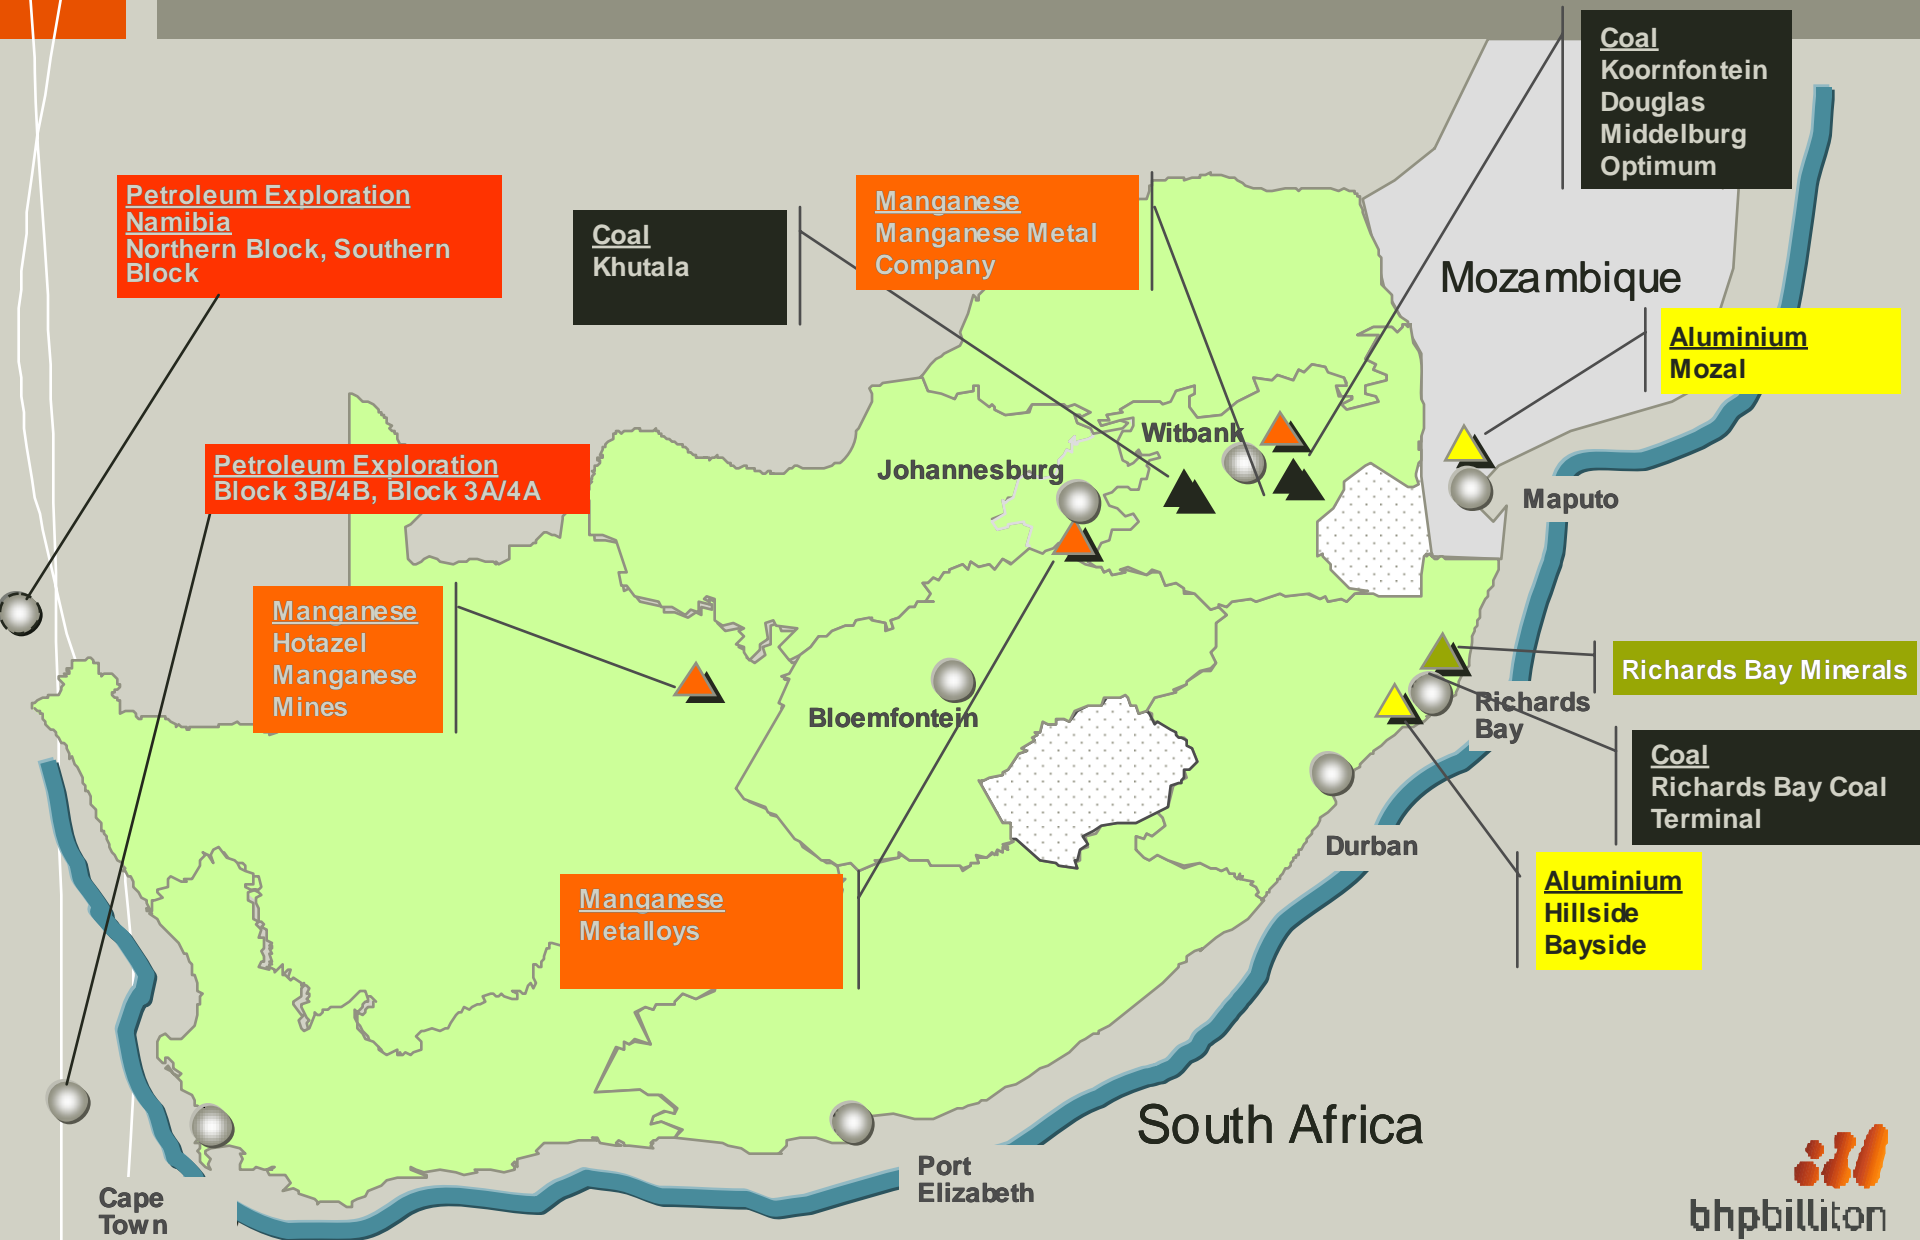 Coal
Koornfontein
Douglas
Middelburg
Optimum
Petroleum Exploration
Namibia
Northern Block, Southern
Block
Coal
Khutala
Manganese
Manganese Metal
Company
Mozambique
Aluminium
Mozal
Petroleum Exploration
Block 3B/4B, Block 3A/4A
Witbank
Johannesburg
Maputo
Manganese
Hotazel
Manganese
Mines
Bloemfontein
Richards Bay Minerals
Richards
Bay
Coal
Richards Bay Coal
Terminal
Durban
Manganese
Metalloys
Aluminium
Hillside
Bayside
South Africa
Port
Elizabeth
Cape
Town
bhpbilliton